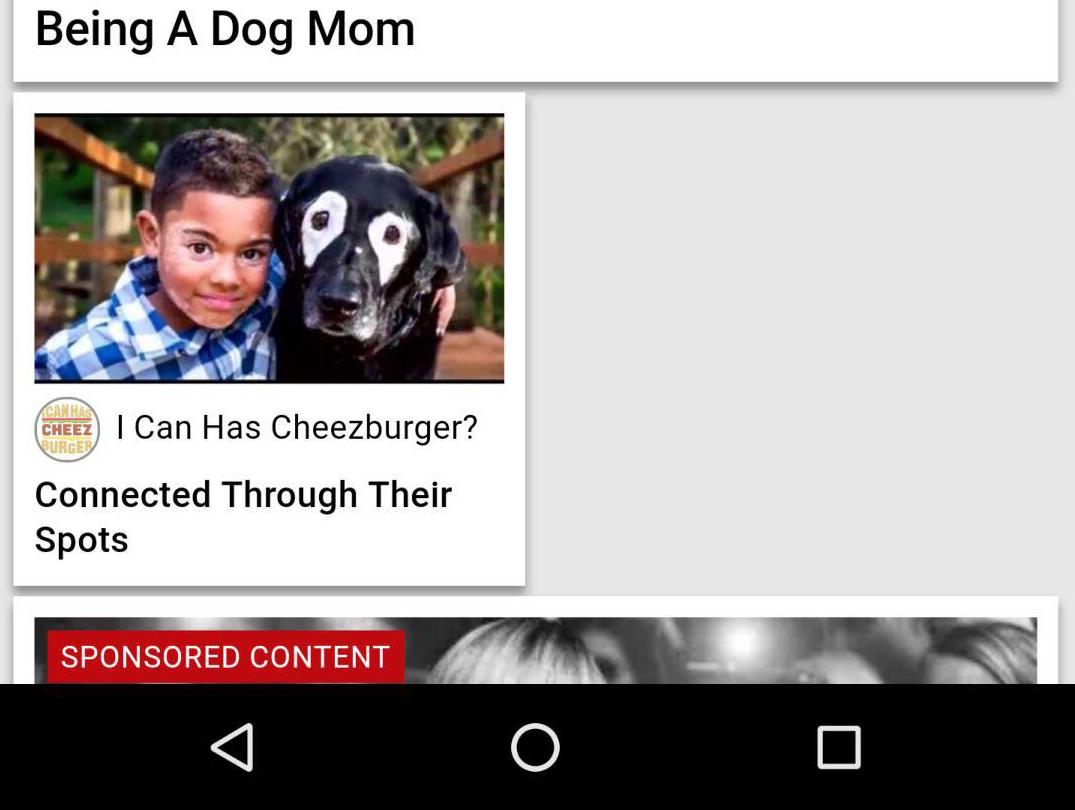 Being A Dog Mom
I CAN HAS
CHEEZ
BURGER
I Can Has Cheezburger?
Connected Through Their
Spots
SPONSORED CONTENT